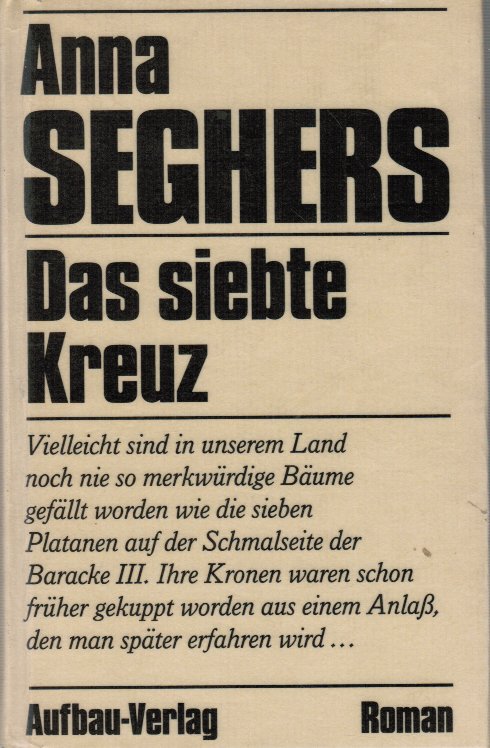 Anna
SEGHERS
Das siebte
Kreuz
Vielleicht sind in unserem Land
noch nie so merkwürdige Bäume
gefällt worden wie die sieben
Platanen auf der Schmalseite der
Baracke III. Ihre Kronen waren schon
früher gekuppt worden aus einem Anlaß,
den man später erfahren wird ...
Aufbau-Verlag Roman